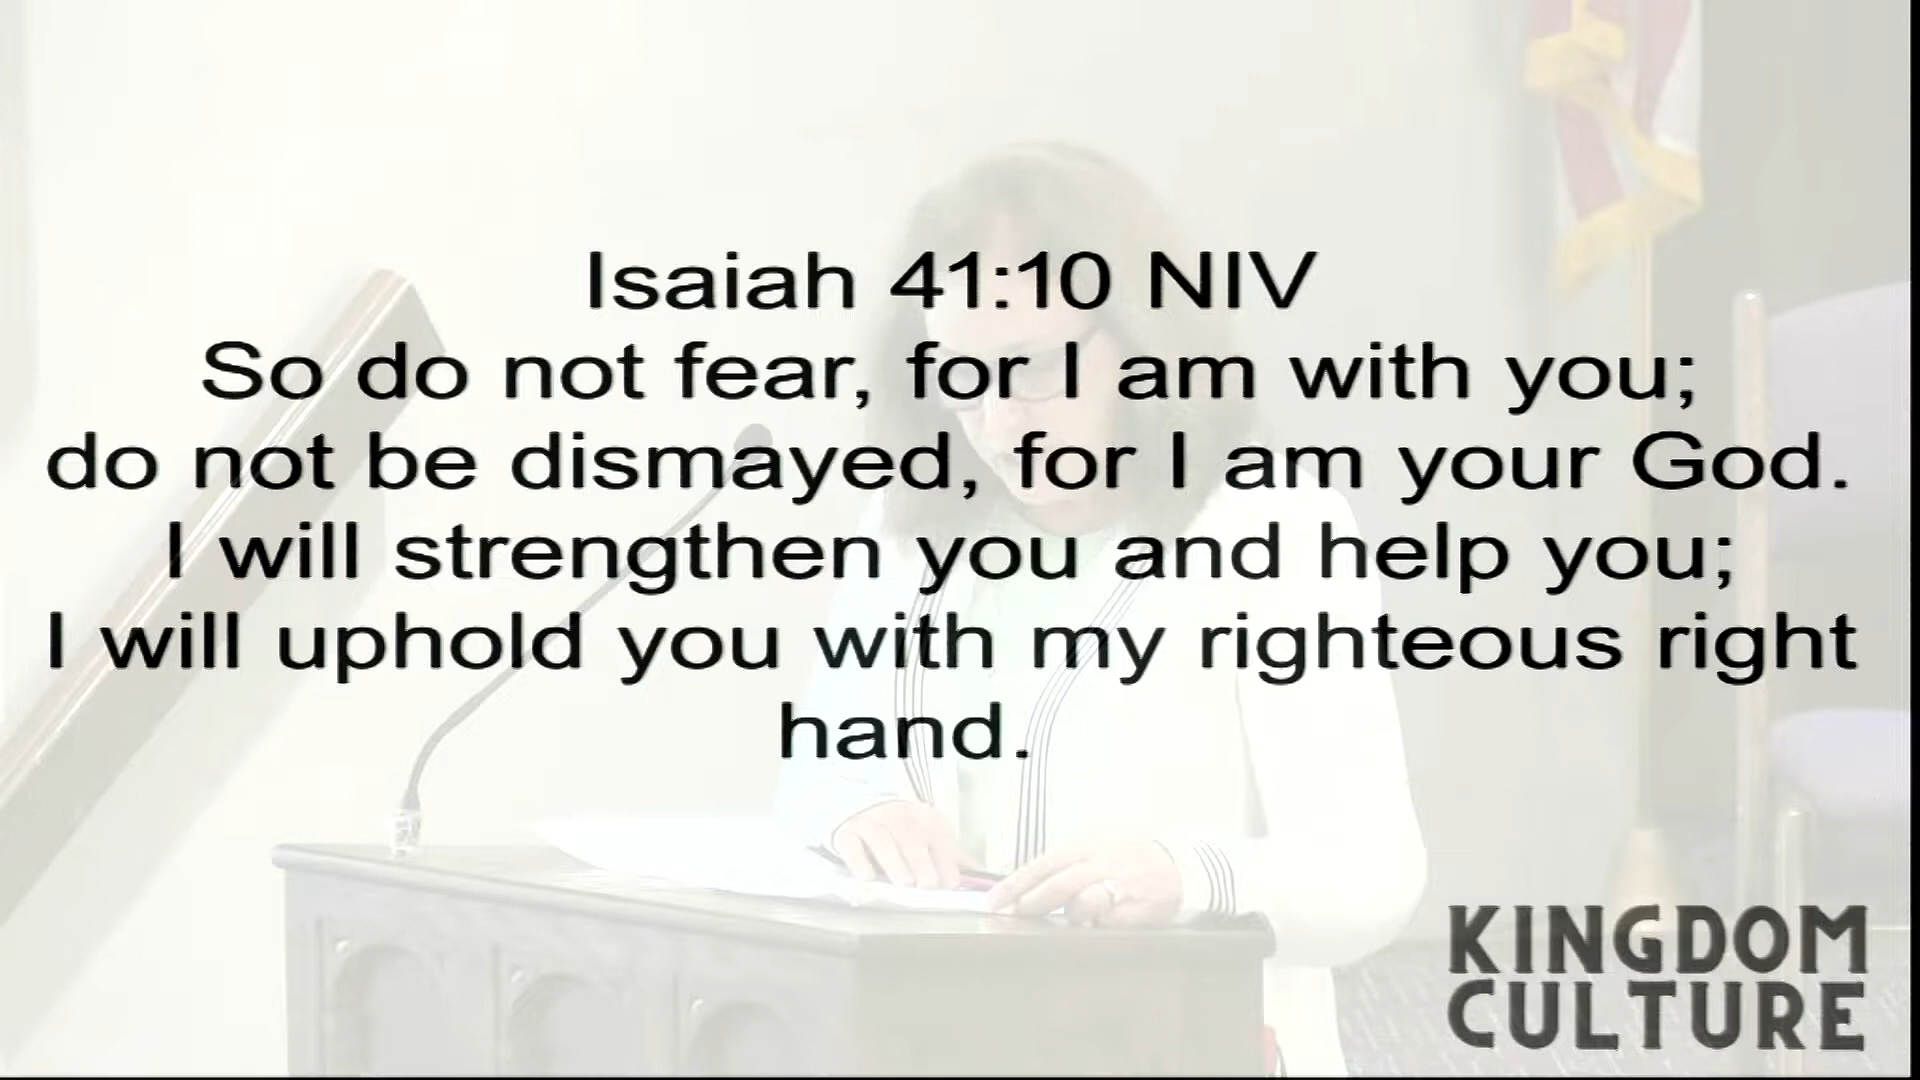 Isaiah 41:10 NIV
So do not fear, for I am with you;
do not be dismayed, for I am your God.
I will strengthen you and help you;
I will uphold you with my righteous right
hand.
KINGDOM
CULTURE